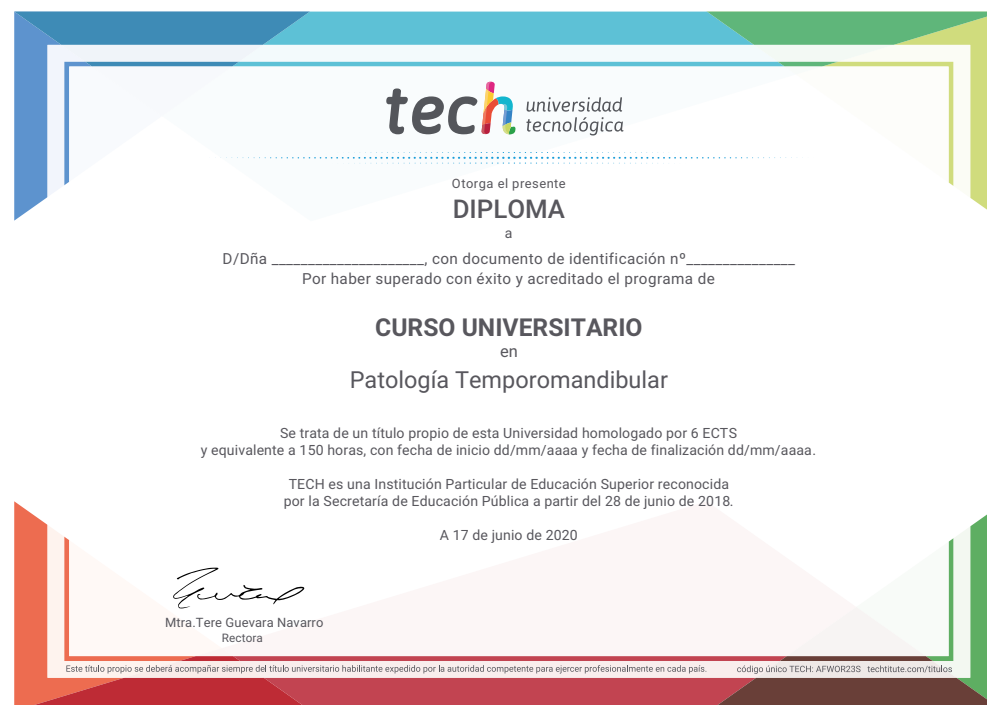 tech universidad
tecnológica
Otorga el presente
DIPLOMA
a
D/Dña _____________________, con documento de identificación nº_______________
Por haber superado con éxito y acreditado el programa de
CURSO UNIVERSITARIO
en
Patología Temporomandibular
Se trata de un título propio de esta Universidad homologado por 6 ECTS
y equivalente a 150 horas, con fecha de inicio dd/mm/aaaa y fecha de finalización dd/mm/aaaa.
TECH es una Institución Particular de Educación Superior reconocida
por la Secretaría de Educación Pública a partir del 28 de junio de 2018.
A 17 de junio de 2020
Mtra.Tere Guevara Navarro
Rectora
Este título propio se deberá acompañar siempre del título universitario habilitante expedido por la autoridad competente para ejercer profesionalmente en cada país. código único TECH: AFWOR23S techtitute.com/titulos